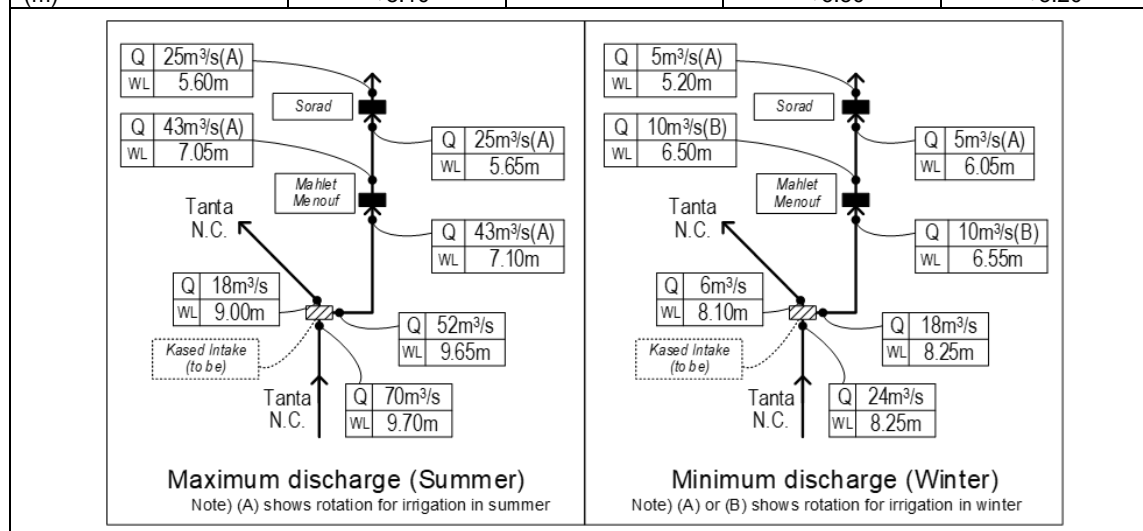 (m)
Q 25m³/s(A)
WL 5.60m
Sorad
Q 43m³/s(A)
WL 7.05m
Q 25m³/s(A)
WL 5.65m
Mahlet
Menouf
Tanta
N.C.
Q 43m³/s(A)
WL 7.10m
Q 18m³/s
WL 9.00m
Q 52m³/s
WL 9.65m
Kased Intake
(to be)
Tanta
N.C.
Q 70m³/s
WL 9.70m
Maximum discharge (Summer)
Note) (A) shows rotation for irrigation in summer
Q 5m³/s(A)
WL 5.20m
Sorad
Q 10m³/s(B)
WL 6.50m
Q 5m³/s(A)
WL 6.05m
Mahlet
Menouf
Tanta
N.C.
Q 10m³/s(B)
WL 6.55m
Q 6m³/s
WL 8.10m
Q 18m³/s
WL 8.25m
Kased Intake
(to be)
Tanta
N.C.
Q 24m³/s
WL 8.25m
Minimum discharge (Winter)
Note) (A) or (B) shows rotation for irrigation in winter